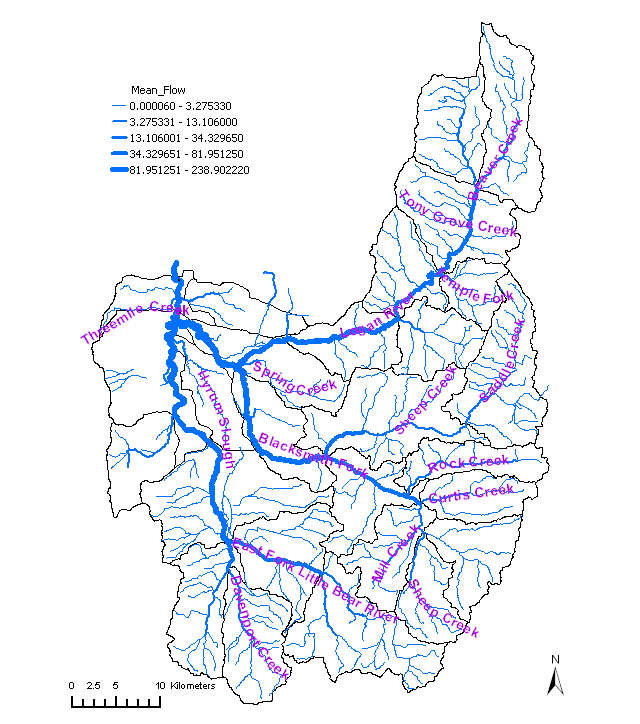 Mean_Flow
0.000060 - 3.275330
3.275331 - 13.106000
13.106001 - 34.329650
34.329651 - 81.951250
81.951251 - 238.902220
Beaver Creek
Tony Grove Creek
Temple Fork
Logan River
Threemile Creek
Spring Creek
Saddle Creek
Sheep Creek
Hyrum Slough
Blacksmith Fork
Rock Creek
Curtis Creek
Mill Creek
East Fork Little Bear River
Davenport Creek
Sheep Creek
0 2.5 5 10 Kilometers
N